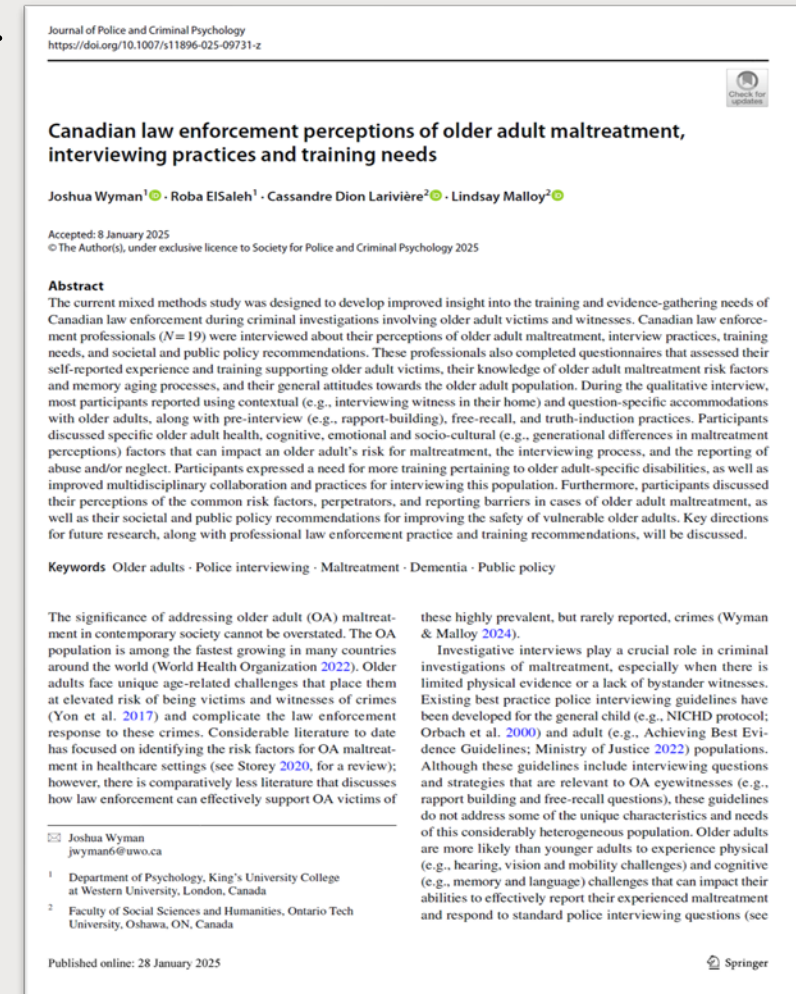 Journal of Police and Criminal Psychology
https://doi.org/10.1007/s11896-025-09731-z
Check for
updates
Canadian law enforcement perceptions of older adult maltreatment,
interviewing practices and training needs
Joshua Wyman¹ · Roba ElSaleh¹ · Cassandre Dion Larivière² · Lindsay Malloy²
Accepted: 8 January 2025
© The Author(s), under exclusive licence to Society for Police and Criminal Psychology 2025
Abstract
The current mixed methods study was designed to develop improved insight into the training and evidence-gathering needs of
Canadian law enforcement during criminal investigations involving older adult victims and witnesses. Canadian law enforce-
ment professionals (N = 19) were interviewed about their perceptions of older adult maltreatment, interview practices, training
needs, and societal and public policy recommendations. These professionals also completed questionnaires that assessed their
self-reported experience and training supporting older adult victims, their knowledge of older adult maltreatment risk factors
and memory aging processes, and their general attitudes towards the older adult population. During the qualitative interview,
most participants reported using contextual (e.g., interviewing witness in their home) and question-specific accommodations
with older adults, along with pre-interview (e.g., rapport-building), free-recall, and truth-induction practices. Participants
discussed specific older adult health, cognitive, emotional and socio-cultural (e.g., generational differences in maltreatment
perceptions) factors that can impact an older adult's risk for maltreatment, the interviewing process, and the reporting of
abuse and/or neglect. Participants expressed a need for more training pertaining to older adult-specific disabilities, as well as
improved multidisciplinary collaboration and practices for interviewing this population. Furthermore, participants discussed
their perceptions of the common risk factors, perpetrators, and reporting barriers in cases of older adult maltreatment, as
well as their societal and public policy recommendations for improving the safety of vulnerable older adults. Key directions
for future research, along with professional law enforcement practice and training recommendations, will be discussed.
Keywords Older adults · Police interviewing · Maltreatment · Dementia · Public policy
The significance of addressing older adult (OA) maltreat-
ment in contemporary society cannot be overstated. The OA
population is among the fastest growing in many countries
around the world (World Health Organization 2022). Older
adults face unique age-related challenges that place them
at elevated risk of being victims and witnesses of crimes
(Yon et al. 2017) and complicate the law enforcement
response to these crimes. Considerable literature to date
has focused on identifying the risk factors for OA maltreat-
ment in healthcare settings (see Storey 2020, for a review);
however, there is comparatively less literature that discusses
how law enforcement can effectively support OA victims of
these highly prevalent, but rarely reported, crimes (Wyman
& Malloy 2024).
Investigative interviews play a crucial role in criminal
investigations of maltreatment, especially when there is
limited physical evidence or a lack of bystander witnesses.
Existing best practice police interviewing guidelines have
been developed for the general child (e.g., NICHD protocol;
Orbach et al. 2000) and adult (e.g., Achieving Best Evi-
dence Guidelines; Ministry of Justice 2022) populations.
Although these guidelines include interviewing questions
and strategies that are relevant to OA eyewitnesses (e.g.,
rapport building and free-recall questions), these guidelines
do not address some of the unique characteristics and needs
of this considerably heterogeneous population. Older adults
are more likely than younger adults to experience physical
(e.g., hearing, vision and mobility challenges) and cognitive
(e.g., memory and language) challenges that can impact their
abilities to effectively report their experienced maltreatment
and respond to standard police interviewing questions (see
Joshua Wyman
jwyman6@uwo.ca
1 Department of Psychology, King's University College
at Western University, London, Canada
2 Faculty of Social Sciences and Humanities, Ontario Tech
University, Oshawa, ON, Canada
Published online: 28 January 2025
Springer